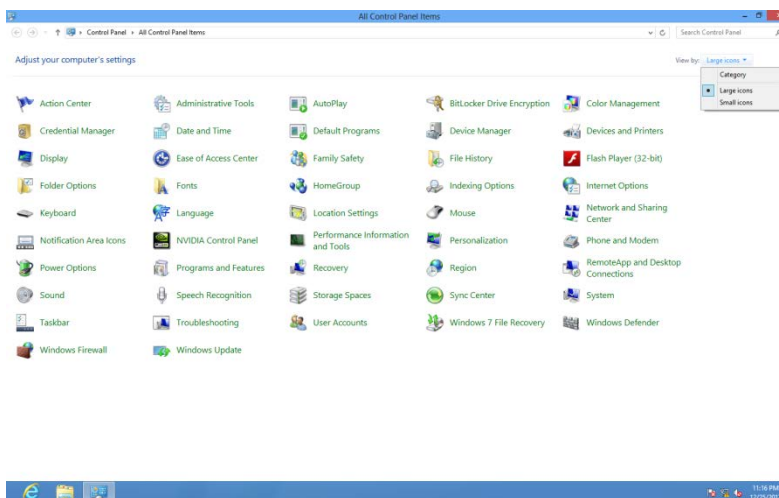 All Control Panel Items
Control Panel ▸ All Control Panel Items
Search Control Panel
Adjust your computer's settings
View by: Large icons
Category
Large icons
Small icons
Action Center
Administrative Tools
AutoPlay
BitLocker Drive Encryption
Color Management
Credential Manager
Date and Time
Default Programs
Device Manager
Devices and Printers
Display
Ease of Access Center
Family Safety
File History
Flash Player (32-bit)
Folder Options
Fonts
HomeGroup
Indexing Options
Internet Options
Keyboard
Language
Location Settings
Mouse
Network and Sharing
Center
Notification Area Icons
NVIDIA Control Panel
Performance Information
and Tools
Personalization
Phone and Modem
Power Options
Programs and Features
Recovery
Region
RemoteApp and Desktop
Connections
Sound
Speech Recognition
Storage Spaces
Sync Center
System
Taskbar
Troubleshooting
User Accounts
Windows 7 File Recovery
Windows Defender
Windows Firewall
Windows Update
11:16 PM